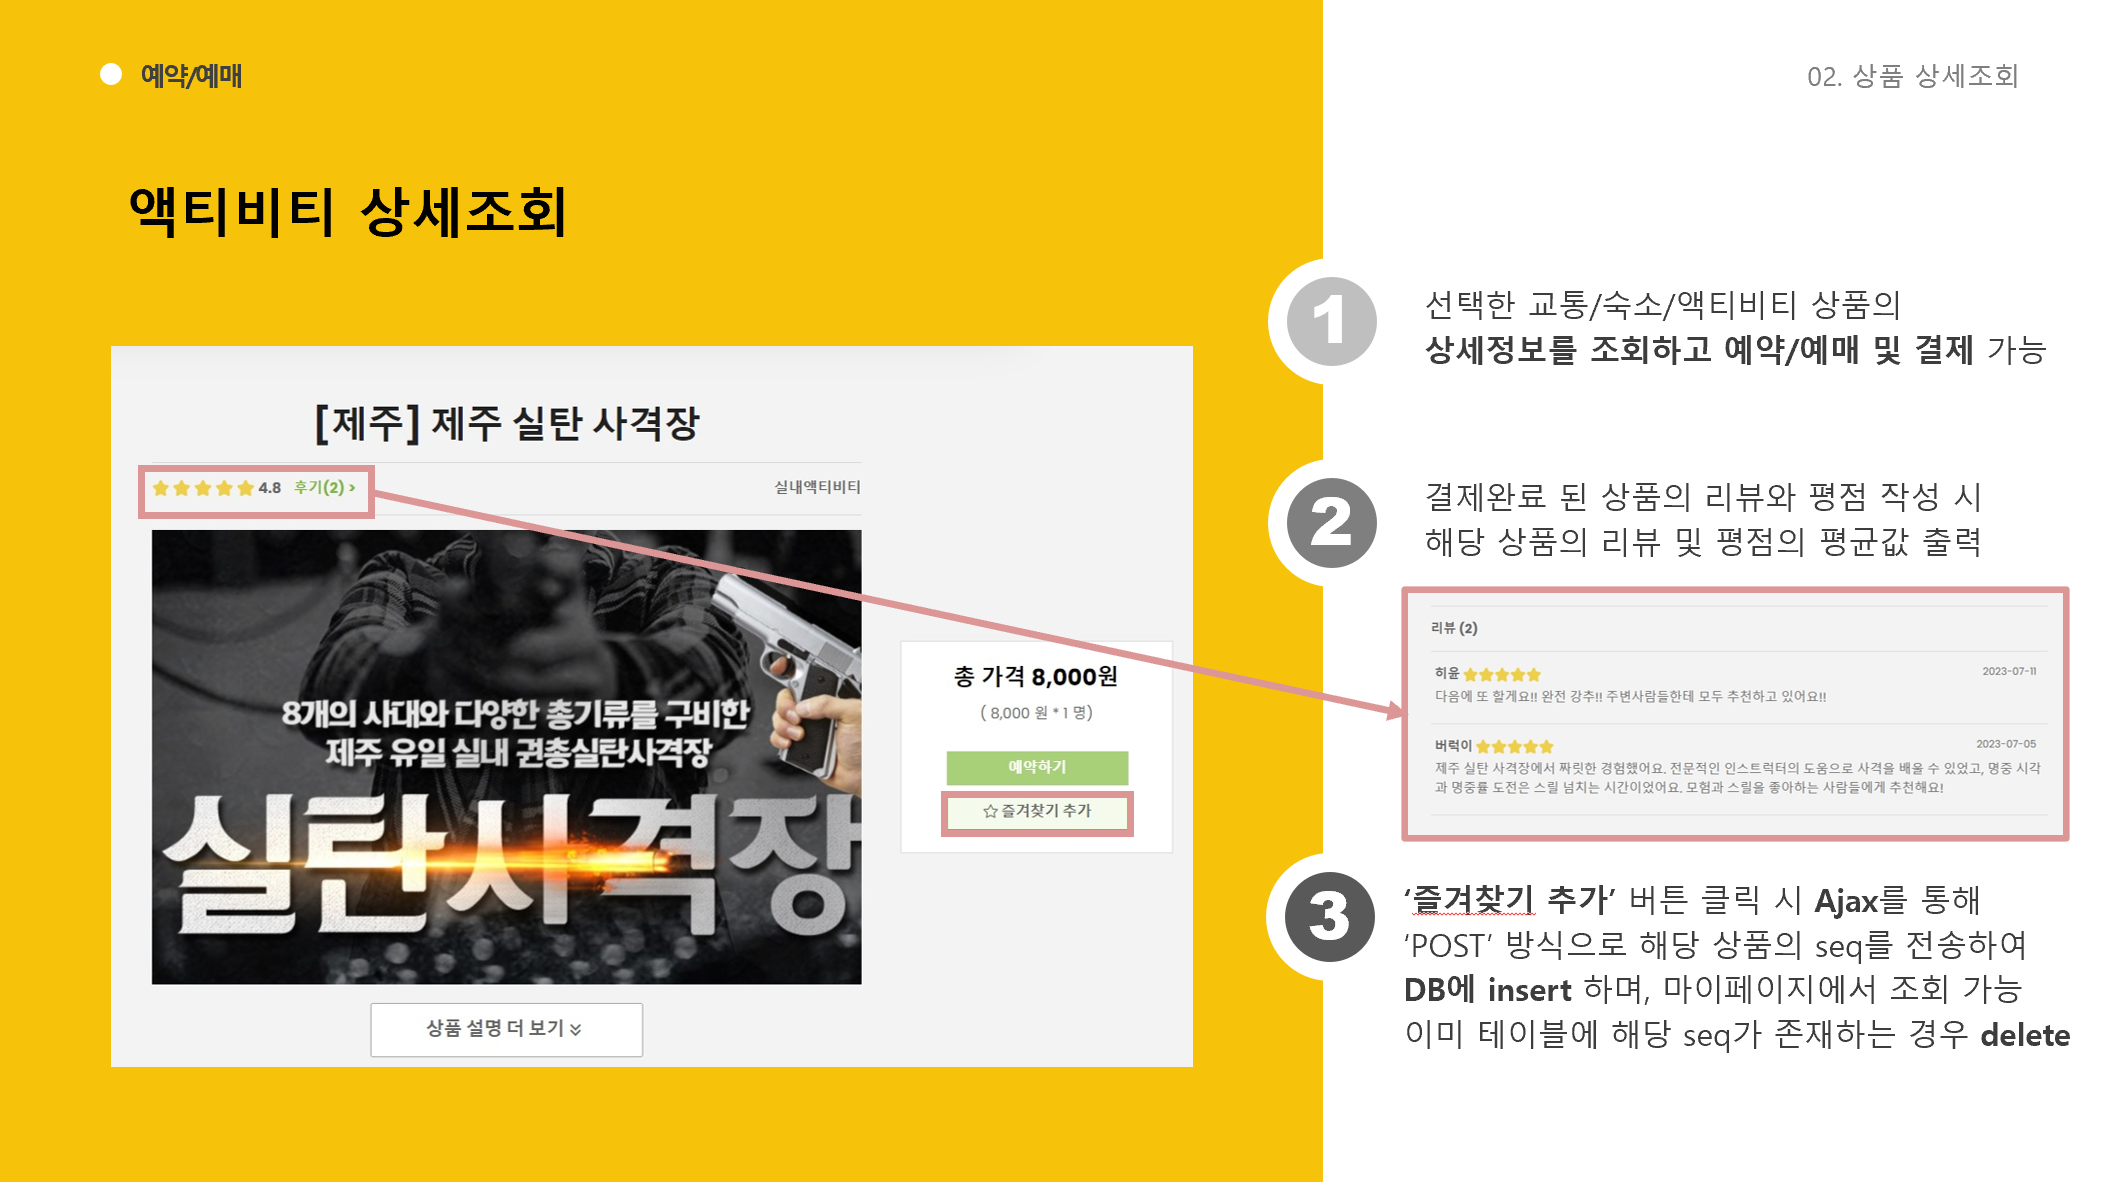 예약/예매
02. 상품 상세조회
액티비티 상세조회
[제주] 제주 실탄 사격장
4.8 후기(2) ›
실내액티비티
8개의 사대와 다양한 총기류를 구비한
제주 유일 실내 권총실탄사격장
실탄사격장
상품 설명 더 보기
총 가격 8,000원
( 8,000 원 * 1 명)
예약하기
☆ 즐겨찾기 추가
1
선택한 교통/숙소/액티비티 상품의
상세정보를 조회하고 예약/예매 및 결제 가능
2
결제완료 된 상품의 리뷰와 평점 작성 시
해당 상품의 리뷰 및 평점의 평균값 출력
리뷰 (2)
히윤 ★★★★★ 2023-07-11
다음에 또 할게요!! 완전 강추!! 주변사람들한테 모두 추천하고 있어요!!
버럭이 ★★★★★ 2023-07-05
제주 실탄 사격장에서 짜릿한 경험했어요. 전문적인 인스트럭터의 도움으로 사격을 배울 수 있었고, 명중 시각
과 명중률 도전은 스릴 넘치는 시간이었어요. 모험과 스릴을 좋아하는 사람들에게 추천해요!
3
‘즐겨찾기 추가’ 버튼 클릭 시 Ajax를 통해
‘POST’ 방식으로 해당 상품의 seq를 전송하여
DB에 insert 하며, 마이페이지에서 조회 가능
이미 테이블에 해당 seq가 존재하는 경우 delete